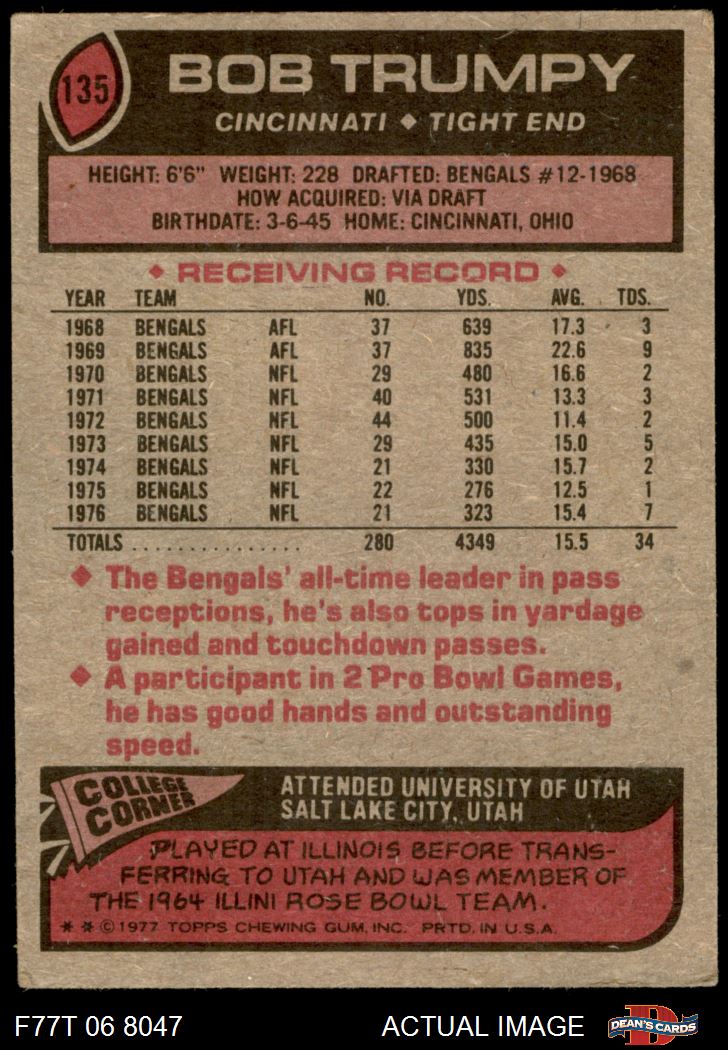 135
BOB TRUMPY
CINCINNATI ◆ TIGHT END
HEIGHT: 6'6" WEIGHT: 228 DRAFTED: BENGALS #12-1968
HOW ACQUIRED: VIA DRAFT
BIRTHDATE: 3-6-45 HOME: CINCINNATI, OHIO
◆ RECEIVING RECORD ◆
YEAR TEAM NO. YDS. AVG. TDS.
1968 BENGALS AFL 37 639 17.3 3
1969 BENGALS AFL 37 835 22.6 9
1970 BENGALS NFL 29 480 16.6 2
1971 BENGALS NFL 40 531 13.3 3
1972 BENGALS NFL 44 500 11.4 2
1973 BENGALS NFL 29 435 15.0 5
1974 BENGALS NFL 21 330 15.7 2
1975 BENGALS NFL 22 276 12.5 1
1976 BENGALS NFL 21 323 15.4 7
TOTALS ................ 280 4349 15.5 34
◆ The Bengals' all-time leader in pass
receptions, he's also tops in yardage
gained and touchdown passes.
◆ A participant in 2 Pro Bowl Games,
he has good hands and outstanding
speed.
COLLEGE
CORNER
ATTENDED UNIVERSITY OF UTAH
SALT LAKE CITY, UTAH
PLAYED AT ILLINOIS BEFORE TRANS-
FERRING TO UTAH AND WAS MEMBER OF
THE 1964 ILLINI ROSE BOWL TEAM.
* * © 1977 TOPPS CHEWING GUM, INC. PRTD. IN U.S.A.
F77T 06 8047 ACTUAL IMAGE
D
DEAN'S CARDS